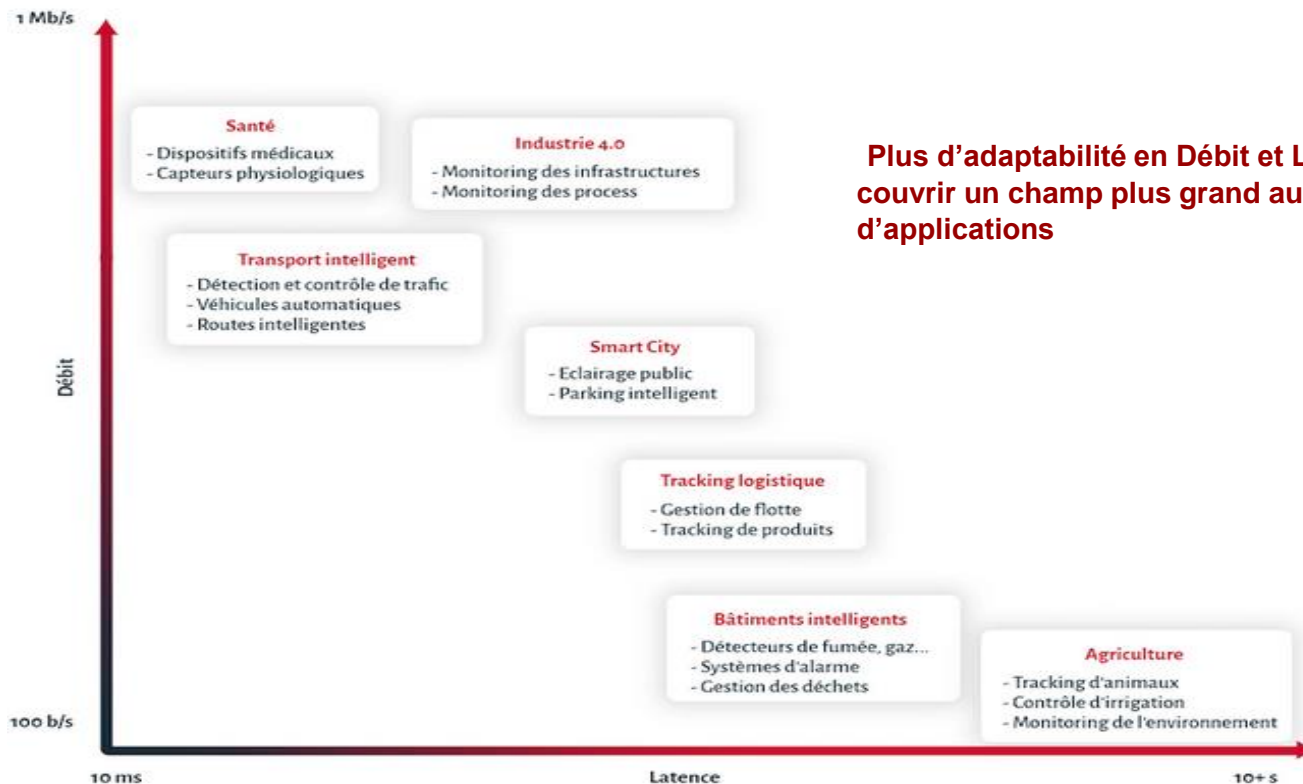 1 Mb/s
Santé
- Dispositifs médicaux
- Capteurs physiologiques
Industrie 4.0
- Monitoring des infrastructures
- Monitoring des process
Plus d’adaptabilité en Débit et L
couvrir un champ plus grand au
d’applications
Transport intelligent
- Détection et contrôle de trafic
- Véhicules automatiques
- Routes intelligentes
Smart City
- Eclairage public
- Parking intelligent
Débit
Tracking logistique
- Gestion de flotte
- Tracking de produits
Bâtiments intelligents
- Détecteurs de fumée, gaz...
- Systèmes d'alarme
- Gestion des déchets
Agriculture
- Tracking d'animaux
- Contrôle d'irrigation
- Monitoring de l'environnement
100 b/s
10 ms
Latence
10+ s